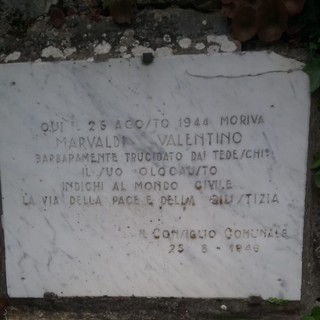 QUI IL 25 AGOSTO 1944 MORIVA
MARVALDI VALENTINO
BARBARAMENTE TRUCIDATO DAI TEDESCHI
IL SUO OLOCAUSTO
INDICHI AL MONDO CIVILE
LA VIA DELLA PACE E DELLA GIUSTIZIA
IL CONSIGLIO COMUNALE